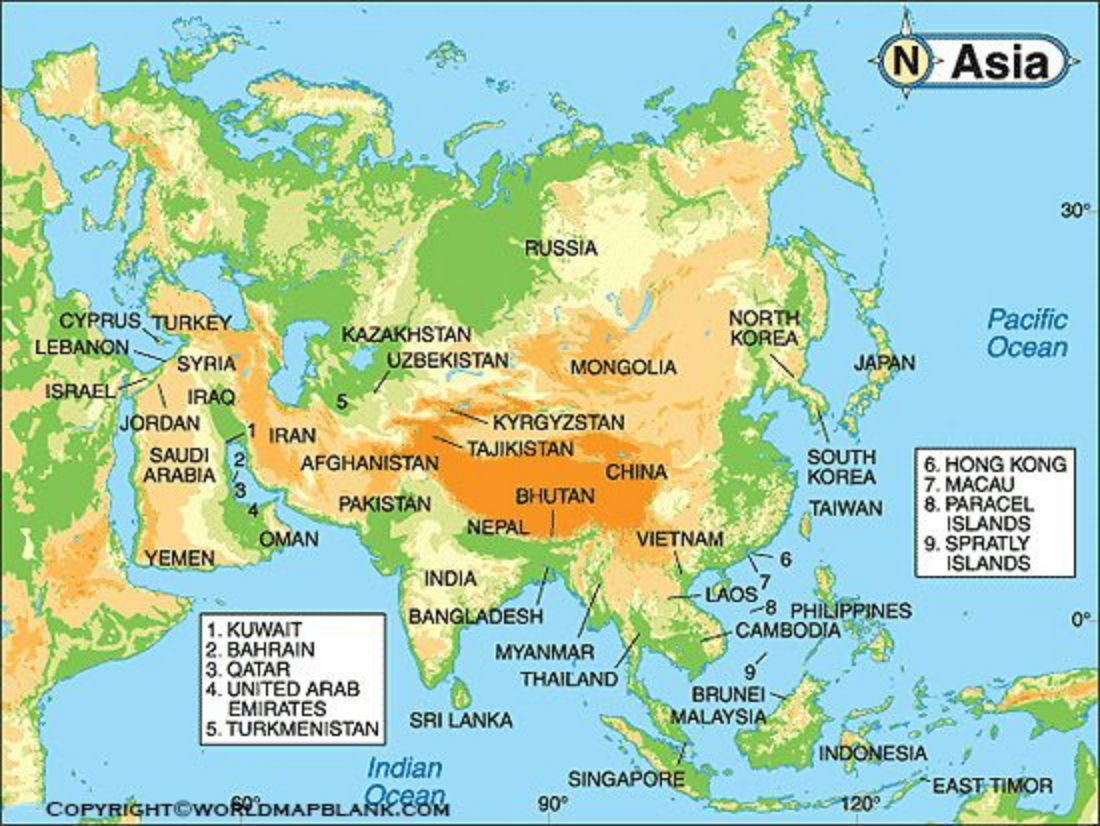 N Asia
30°
RUSSIA
Pacific
Ocean
CYPRUS
TURKEY
LEBANON
SYRIA
ISRAEL
IRAQ
JORDAN
KAZAKHSTAN
UZBEKISTAN
5
MONGOLIA
NORTH
KOREA
JAPAN
KYRGYZSTAN
TAJIKISTAN
1
IRAN
AFGHANISTAN
SAUDI
ARABIA
2
3
4
CHINA
SOUTH
KOREA
BHUTAN
PAKISTAN
NEPAL
TAIWAN
OMAN
YEMEN
VIETNAM
6. HONG KONG
7. MACAU
8. PARACEL
ISLANDS
9. SPRATLY
ISLANDS
6
7
INDIA
LAOS
BANGLADESH
8
PHILIPPINES
CAMBODIA
0°
MYANMAR
THAILAND
9
BRUNEI
MALAYSIA
1. KUWAIT
2. BAHRAIN
3. QATAR
4. UNITED ARAB
EMIRATES
5. TURKMENISTAN
SRI LANKA
INDONESIA
SINGAPORE
EAST TIMOR
Indian
Ocean
60°
90°
120°
COPYRIGHT©WORLDMAPBLANK.COM